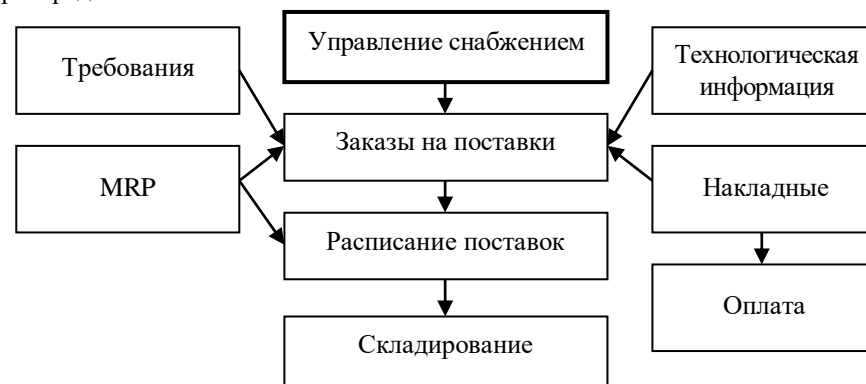 Управление снабжением
Требования
Технологическая
информация
Заказы на поставки
MRP
Накладные
Расписание поставок
Оплата
Складирование